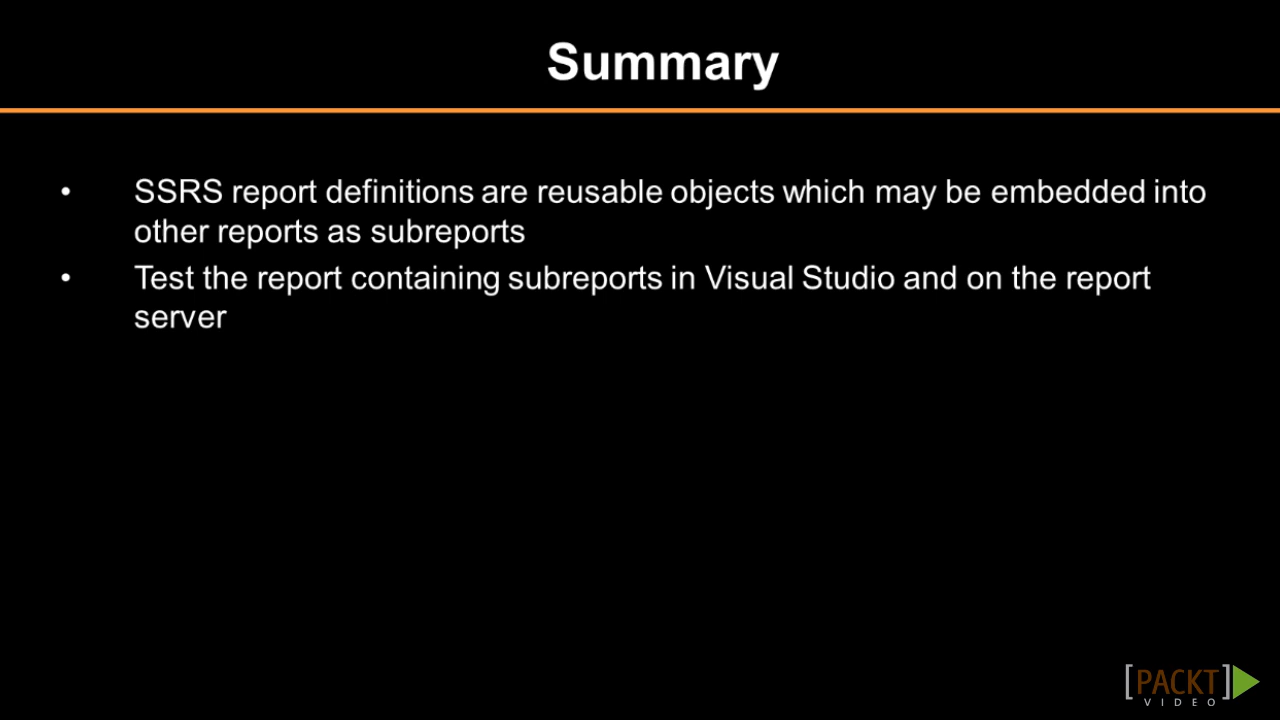 Summary
• SSRS report definitions are reusable objects which may be embedded into
other reports as subreports
• Test the report containing subreports in Visual Studio and on the report
server
[PACKT]
VIDEO